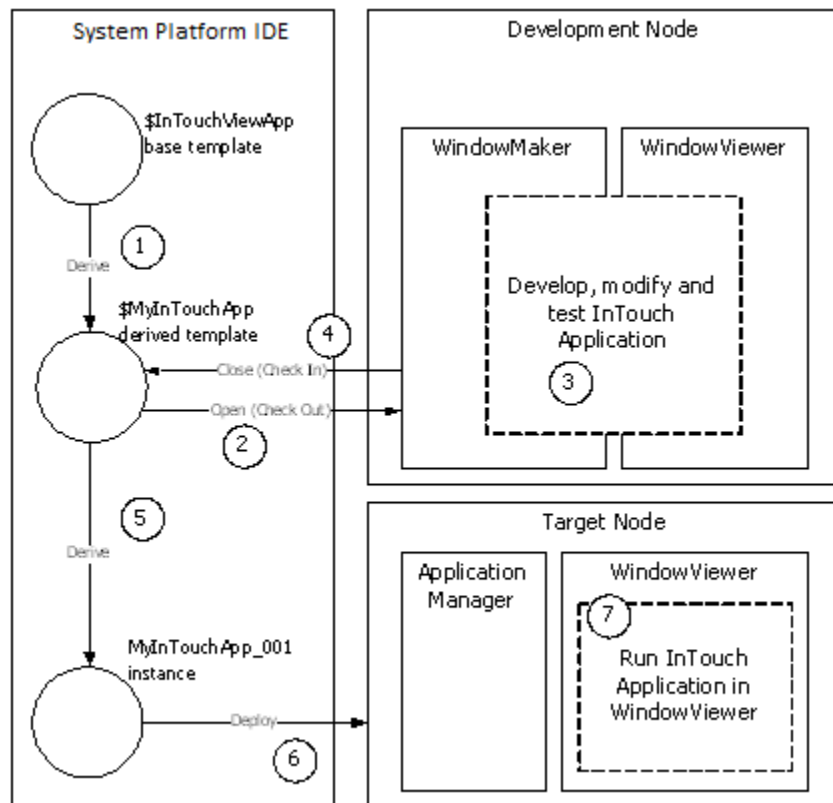 System Platform IDE
$InTouchViewApp
base template
1
Derive
$MyInTouchApp
derived template
4
Close (Check In)
Open (Check Out)
2
5
Derive
MyInTouchApp_001
instance
Deploy
6
Development Node
WindowMaker
WindowViewer
Develop, modify and
test InTouch
Application
3
Target Node
Application
Manager
WindowViewer
7
Run InTouch
Application in
WindowViewer